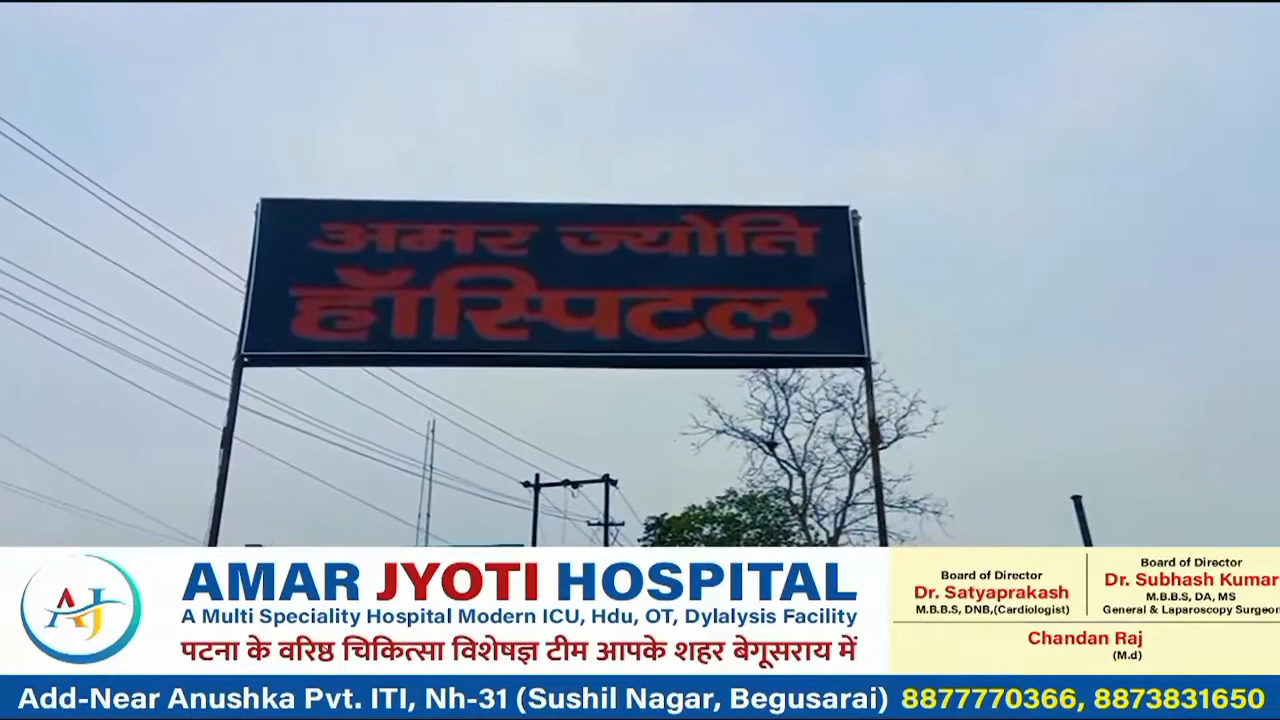 अमर ज्योति
हॉस्पिटल
AJ
AMAR JYOTI HOSPITAL
A Multi Speciality Hospital Modern ICU, Hdu, OT, Dylalysis Facility
पटना के वरिष्ठ चिकित्सा विशेषज्ञ टीम आपके शहर बेगूसराय में
Board of Director
Dr. Satyaprakash
M.B.B.S, DNB,(Cardiologist)
Board of Director
Dr. Subhash Kumar
M.B.B.S, DA, MS
General & Laparoscopy Surgeon
Chandan Raj
(M.d)
Add-Near Anushka Pvt. ITI, Nh-31 (Sushil Nagar, Begusarai) 8877770366, 8873831650